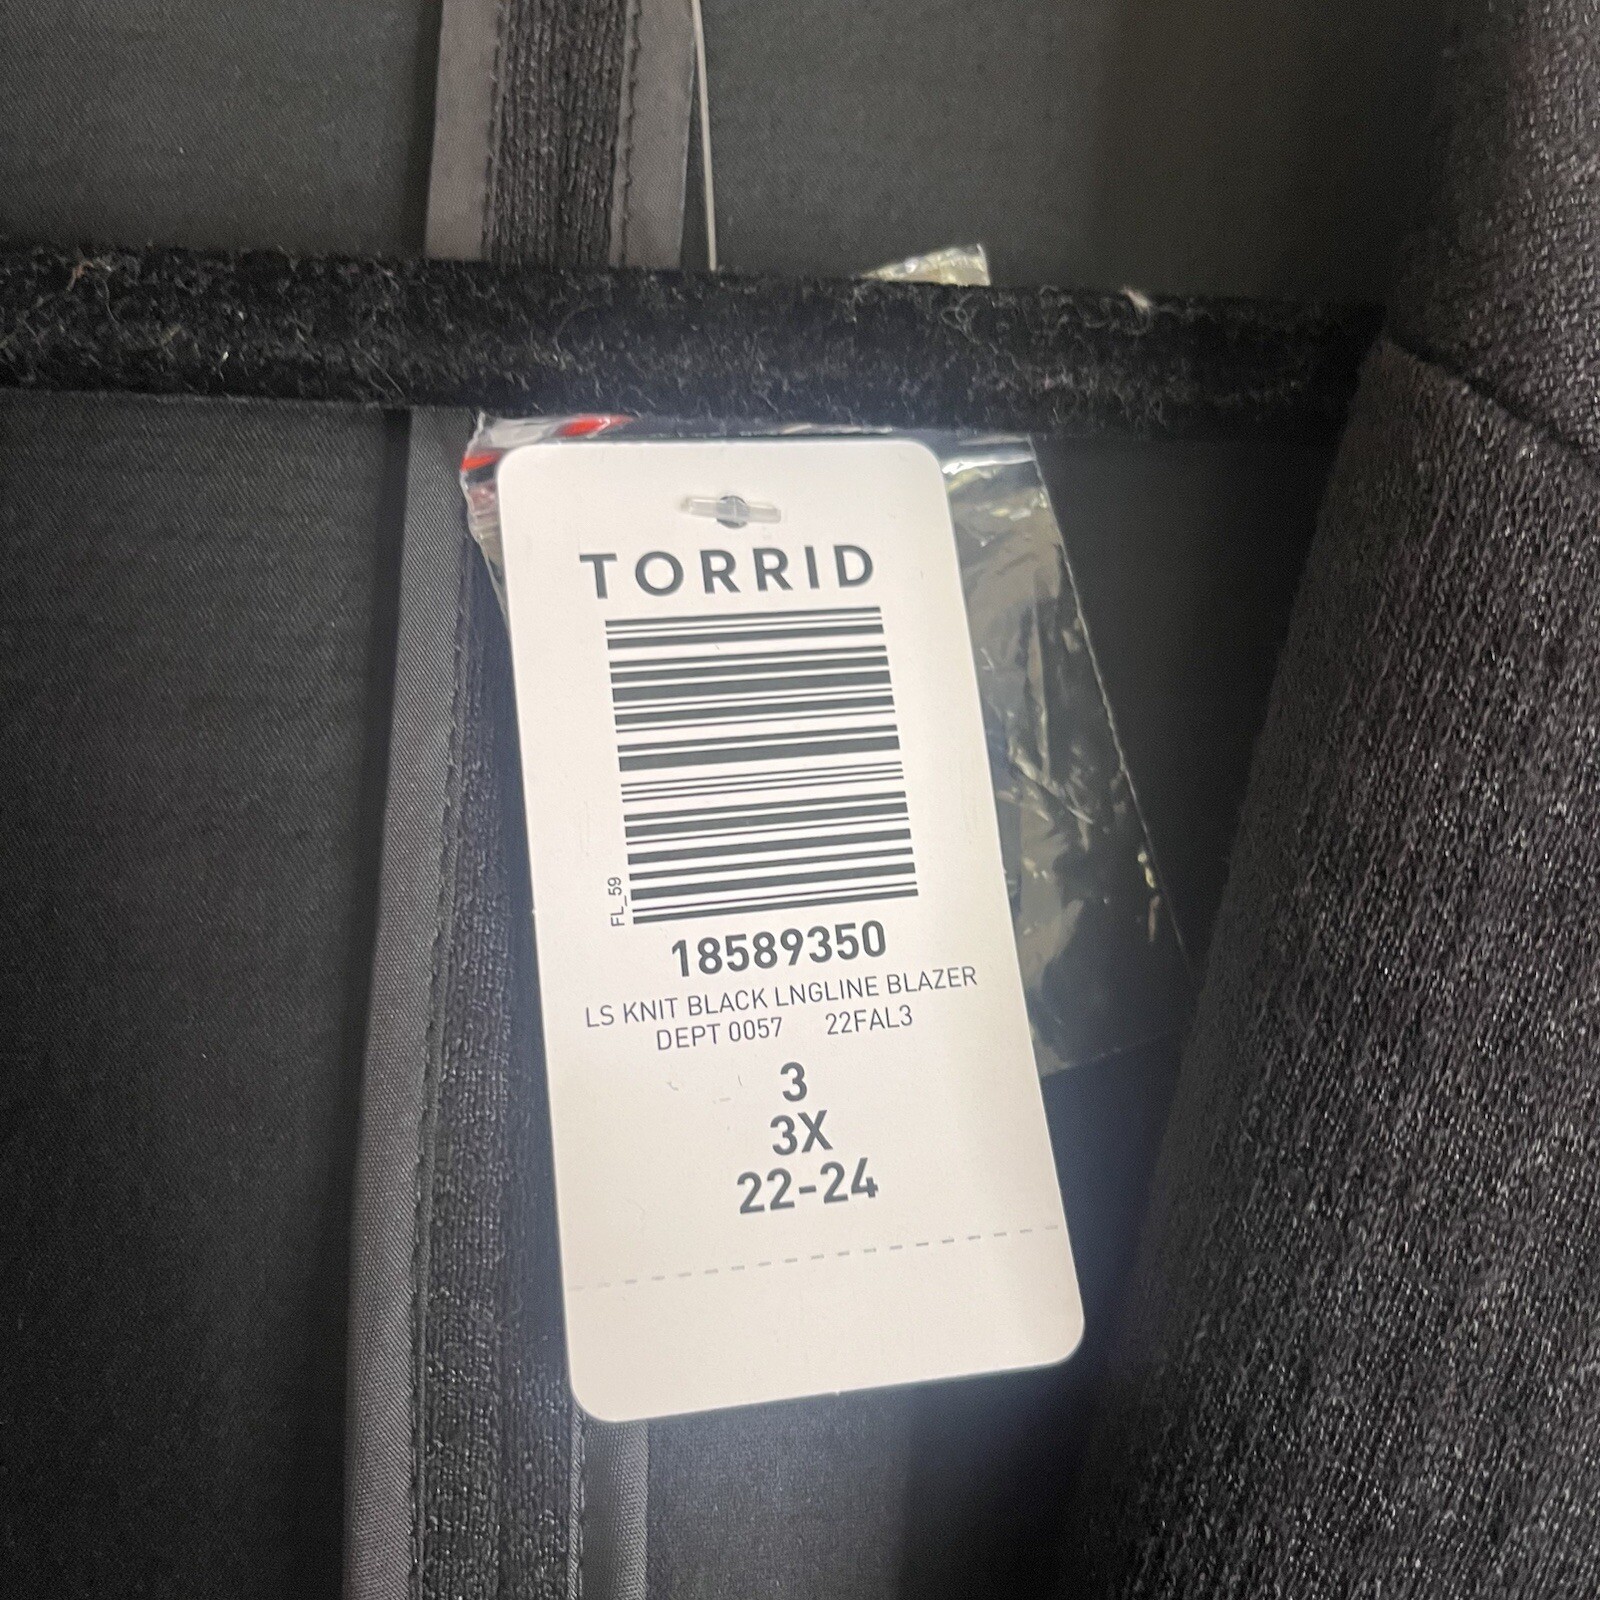 TORRID
FL_59
18589350
LS KNIT BLACK LNGLINE BLAZER
DEPT 0057 22FAL3
3
3X
22-24